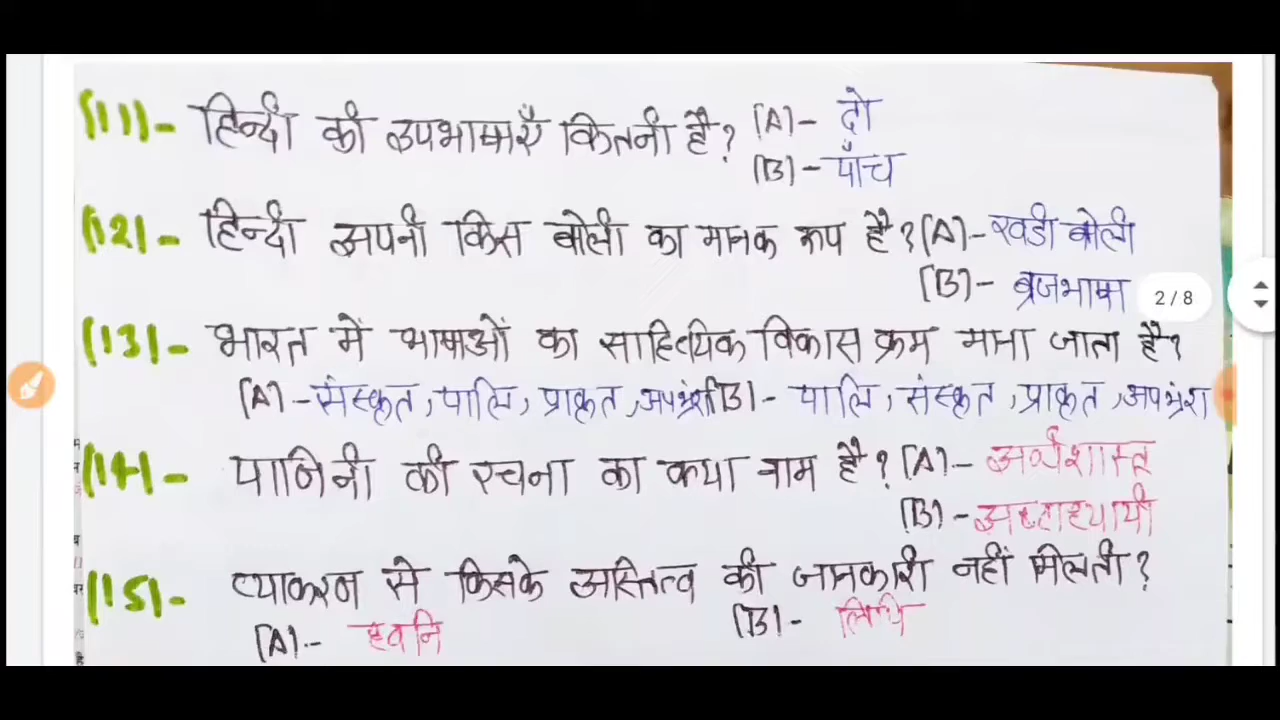 (11)- हिन्दी की उपभाषाएँ कितनी है? (A)- दो
(B)- पाँच
(12)- हिन्दी अपनी किस बोली का मानक रूप है? (A)- खडी बोली
(B)- ब्रजभाषा
2/8
(13)- भारत में भाषाओं का साहित्यिक विकास क्रम माना जाता है?
(A)- संस्कृत, पालि, प्राकृत, अपभ्रंश (B)- पालि, संस्कृत, प्राकृत, अपभ्रंश
(14)- पाणिनी की रचना का क्या नाम है? (A)- अर्थशास्त्र
(B)- अष्टाध्यायी
(15)- व्याकरण से किसके अस्तित्व की जानकारी नहीं मिलती?
(A)- ध्वनि (B)- लिपि